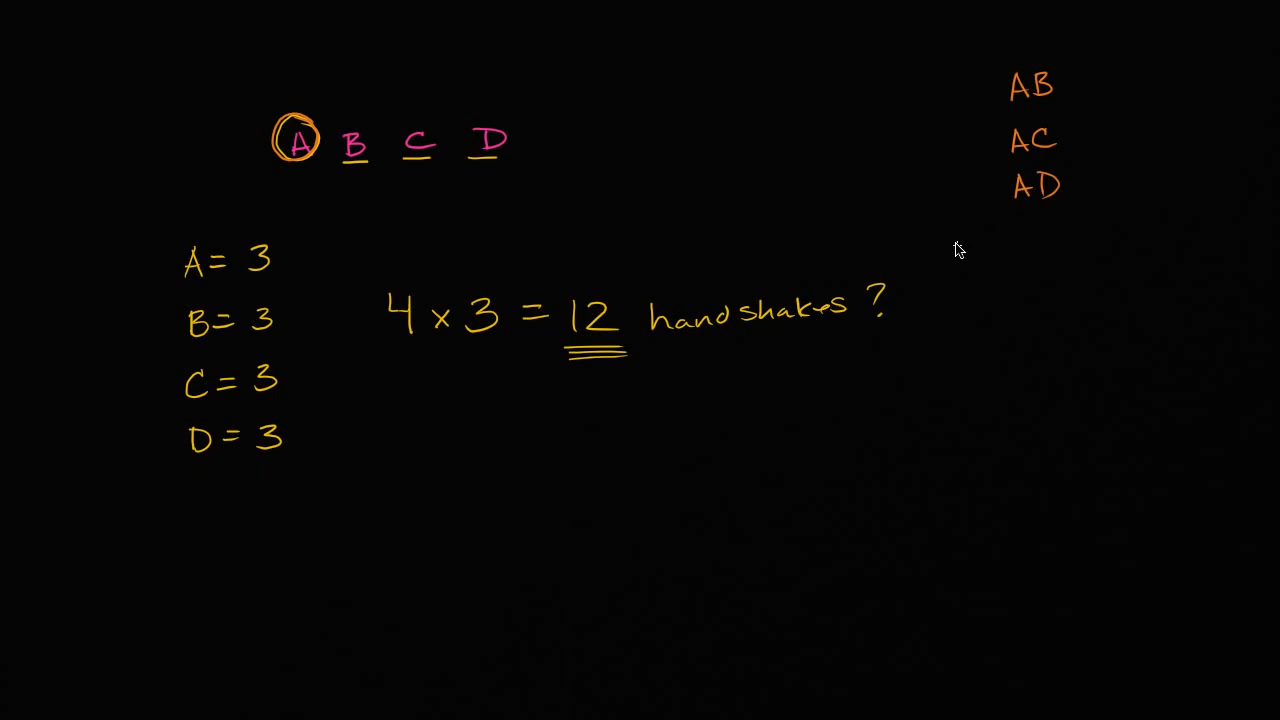 A B C D
AB
AC
AD
A = 3
B = 3
C = 3
D = 3
4 x 3 = 12 handshakes ?